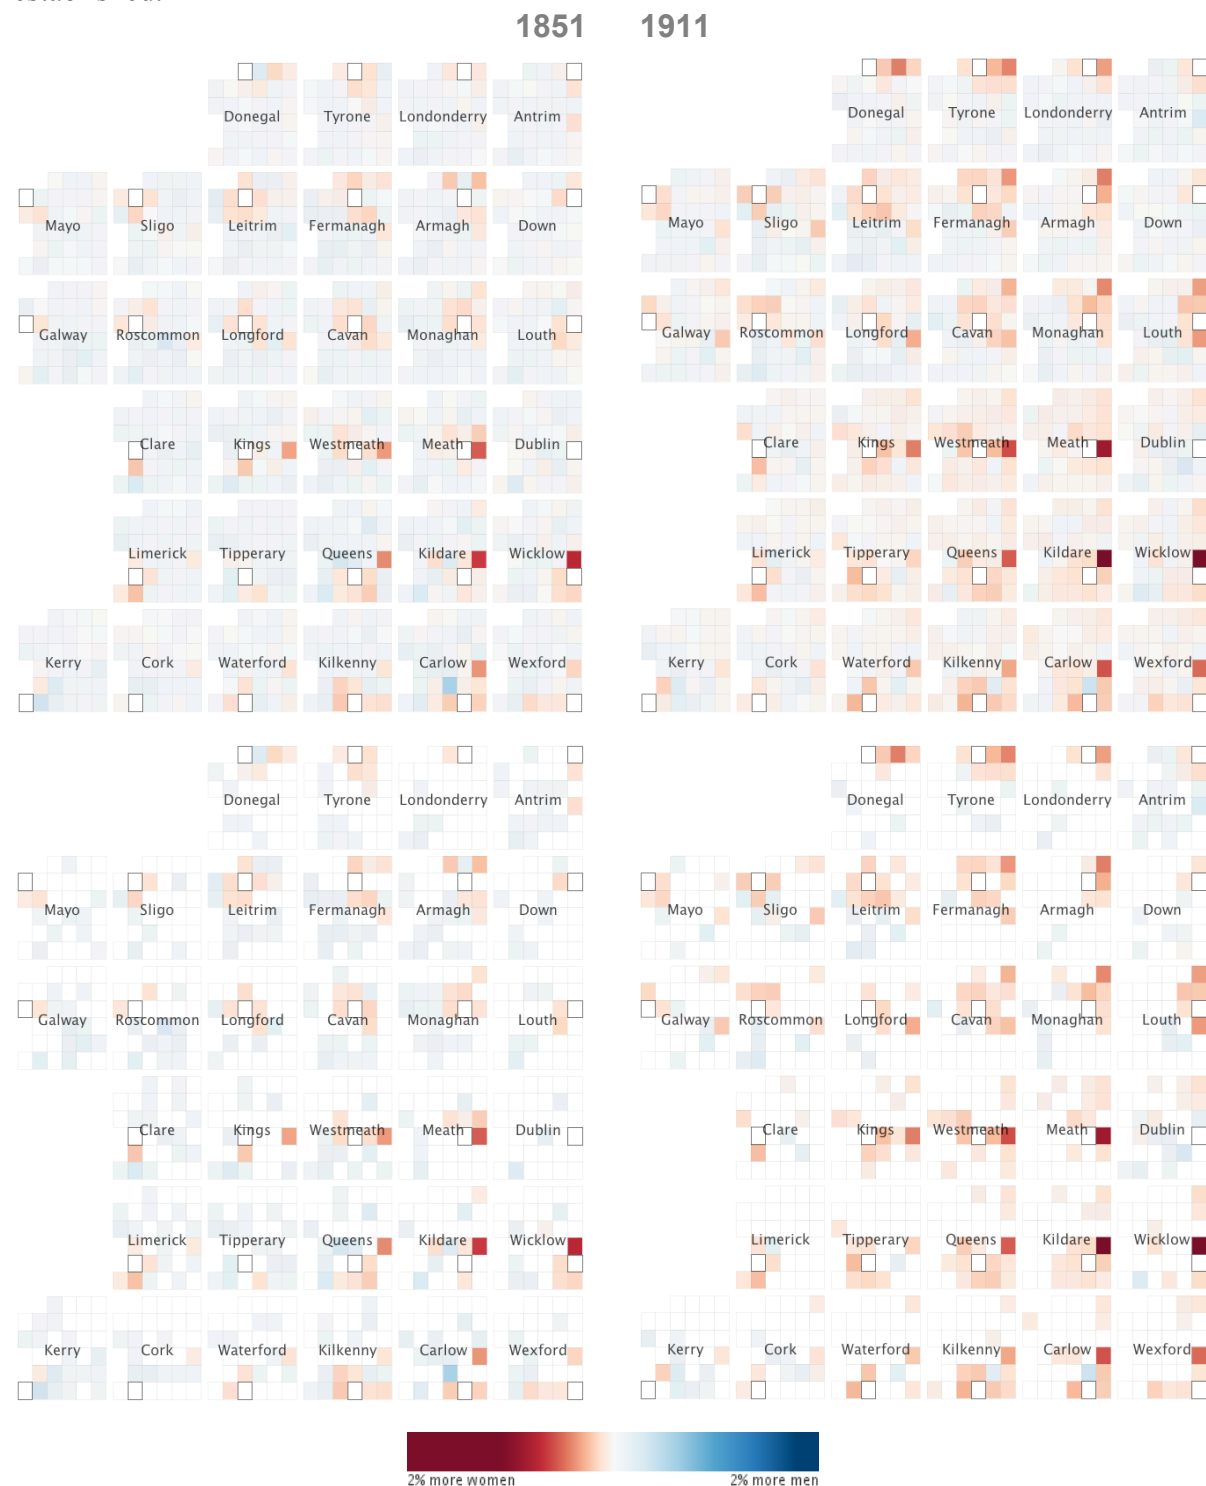 1851 1911
Donegal Tyrone Londonderry Antrim Donegal Tyrone Londonderry Antrim
Mayo Sligo Leitrim Fermanagh Armagh Down Mayo Sligo Leitrim Fermanagh Armagh Down
Galway Roscommon Longford Cavan Monaghan Louth Galway Roscommon Longford Cavan Monaghan Louth
Clare Kings Westmeath Meath Dublin Clare Kings Westmeath Meath Dublin
Limerick Tipperary Queens Kildare Wicklow Limerick Tipperary Queens Kildare Wicklow
Kerry Cork Waterford Kilkenny Carlow Wexford Kerry Cork Waterford Kilkenny Carlow Wexford
Donegal Tyrone Londonderry Antrim Donegal Tyrone Londonderry Antrim
Mayo Sligo Leitrim Fermanagh Armagh Down Mayo Sligo Leitrim Fermanagh Armagh Down
Galway Roscommon Longford Cavan Monaghan Louth Galway Roscommon Longford Cavan Monaghan Louth
Clare Kings Westmeath Meath Dublin Clare Kings Westmeath Meath Dublin
Limerick Tipperary Queens Kildare Wicklow Limerick Tipperary Queens Kildare Wicklow
Kerry Cork Waterford Kilkenny Carlow Wexford Kerry Cork Waterford Kilkenny Carlow Wexford
2% more women 2% more men